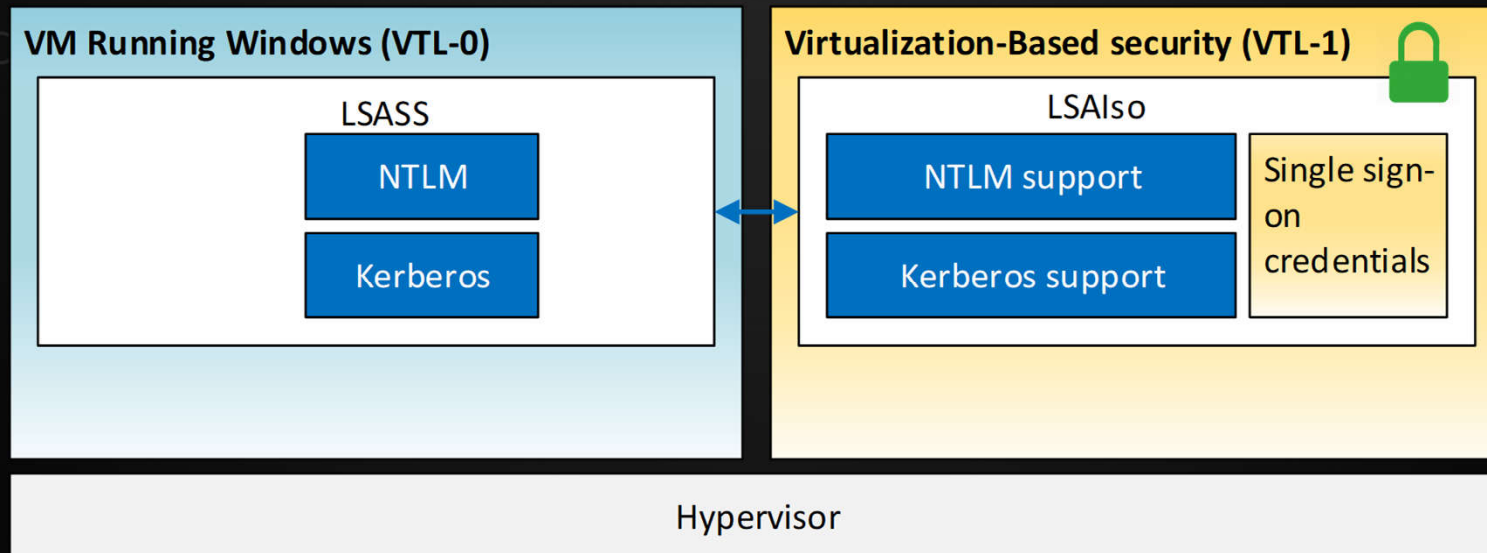 VM Running Windows (VTL-0)
LSASS
NTLM
Kerberos
Virtualization-Based security (VTL-1)
LSAIso
NTLM support
Kerberos support
Single sign-
on
credentials
Hypervisor